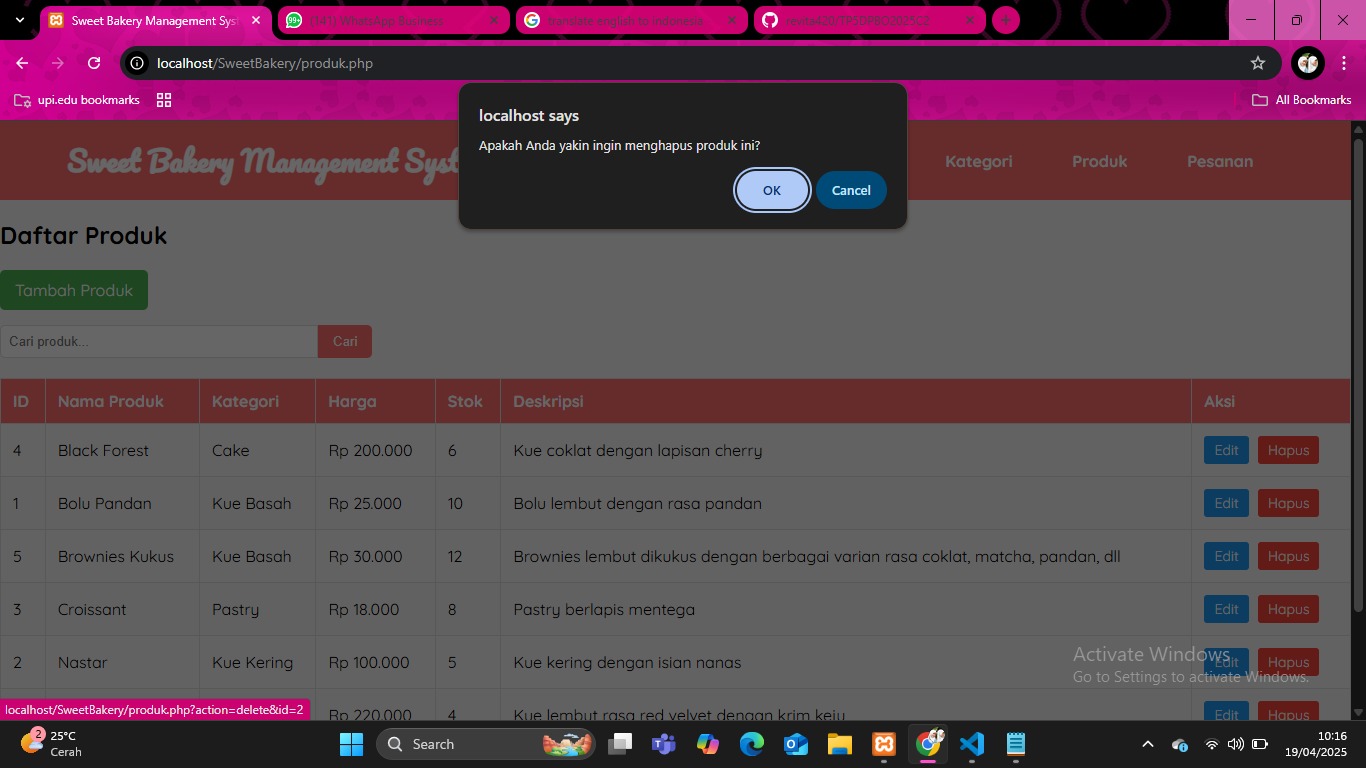 Sweet Bakery Management Sys
(141) WhatsApp Business
translate english to indonesia
revita420/TP5DPBO2025C2
localhost/SweetBakery/produk.php
upi.edu bookmarks
All Bookmarks
localhost says
Apakah Anda yakin ingin menghapus produk ini?
OK
Cancel
Sweet Bakery Management Syst
Kategori
Produk
Pesanan
Daftar Produk
Tambah Produk
Cari produk...
Cari
ID Nama Produk Kategori Harga Stok Deskripsi Aksi
4 Black Forest Cake Rp 200.000 6 Kue coklat dengan lapisan cherry Edit Hapus
1 Bolu Pandan Kue Basah Rp 25.000 10 Bolu lembut dengan rasa pandan Edit Hapus
5 Brownies Kukus Kue Basah Rp 30.000 12 Brownies lembut dikukus dengan berbagai varian rasa coklat, matcha, pandan, dll Edit Hapus
3 Croissant Pastry Rp 18.000 8 Pastry berlapis mentega Edit Hapus
2 Nastar Kue Kering Rp 100.000 5 Kue kering dengan isian nanas Edit Hapus
Rp 220.000 4 Kue lembut rasa red velvet dengan krim keju Edit Hapus
Activate Windows
Go to Settings to activate Windows.
localhost/SweetBakery/produk.php?action=delete&id=2
2
25°C
Cerah
Search
10:16
19/04/2025